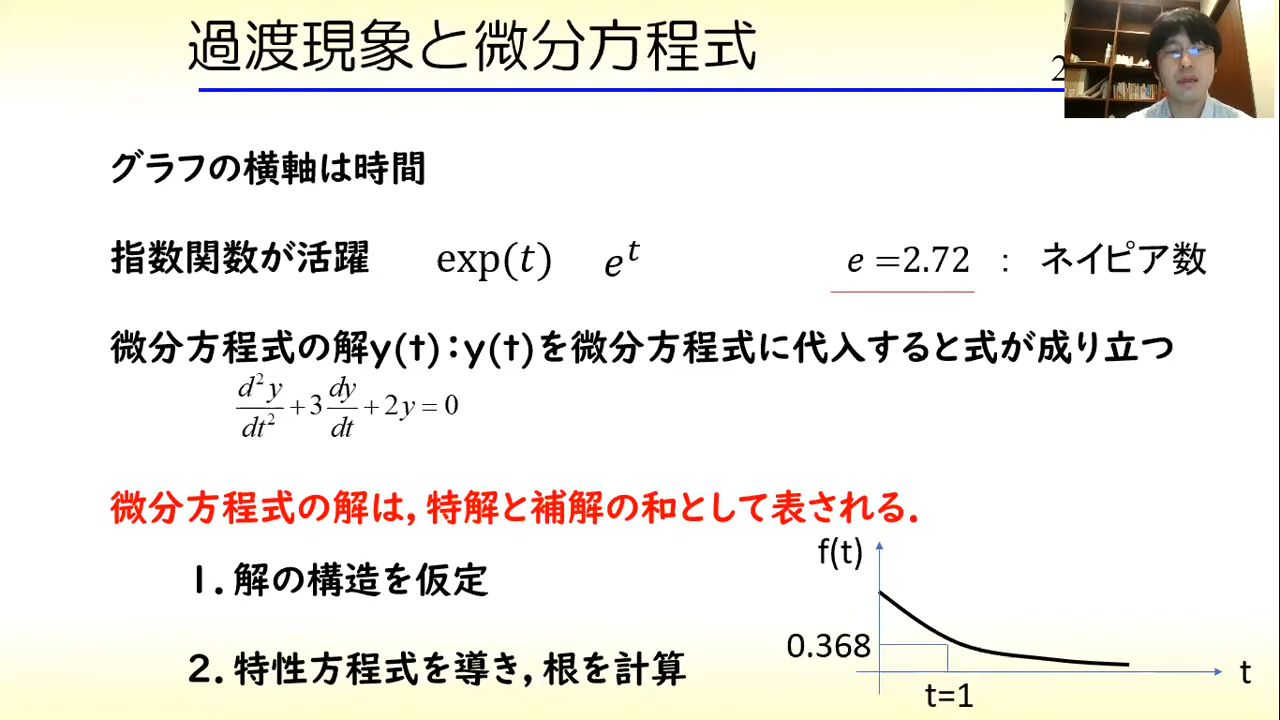 過渡現象と微分方程式
2
グラフの横軸は時間
指数関数が活躍 exp(t) e^t e=2.72 : ネイピア数
微分方程式の解y(t):y(t)を微分方程式に代入すると式が成り立つ
d²y/dt² + 3 dy/dt + 2y = 0
微分方程式の解は,特解と補解の和として表される.
1.解の構造を仮定
2.特性方程式を導き,根を計算
f(t)
0.368
t=1
t